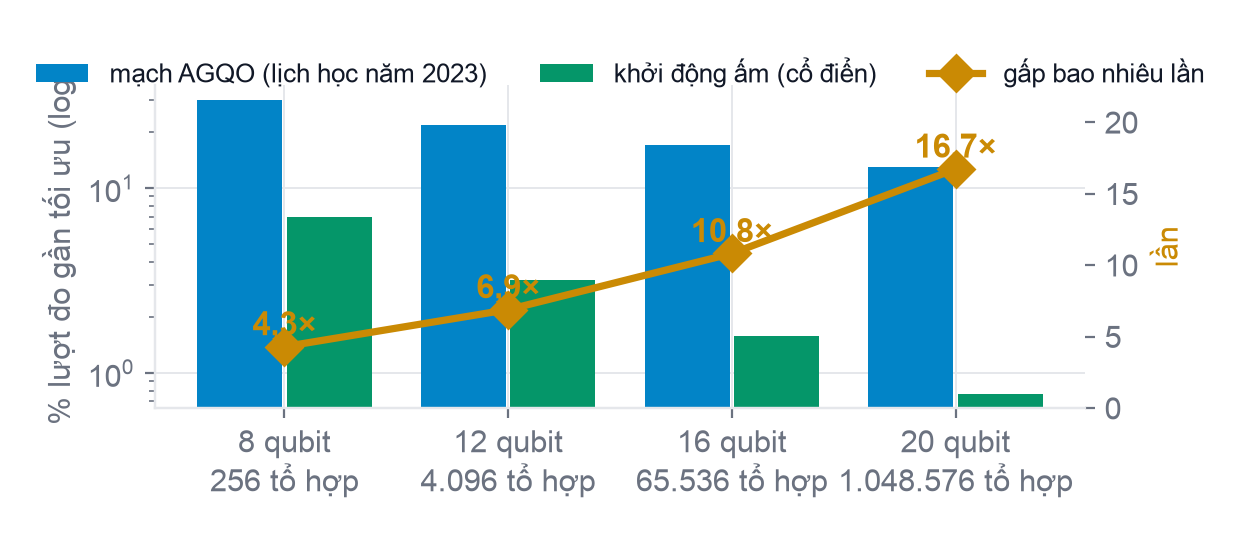 mạch AGQO (lịch học năm 2023)
khởi động ấm (cổ điển)
gấp bao nhiêu lần
% lượt đo gần tối ưu (log
10¹
10⁰
4.3×
6.9×
10.8×
16.7×
20
15
10
5
0
lần
8 qubit
256 tổ hợp
12 qubit
4.096 tổ hợp
16 qubit
65.536 tổ hợp
20 qubit
1.048.576 tổ hợp